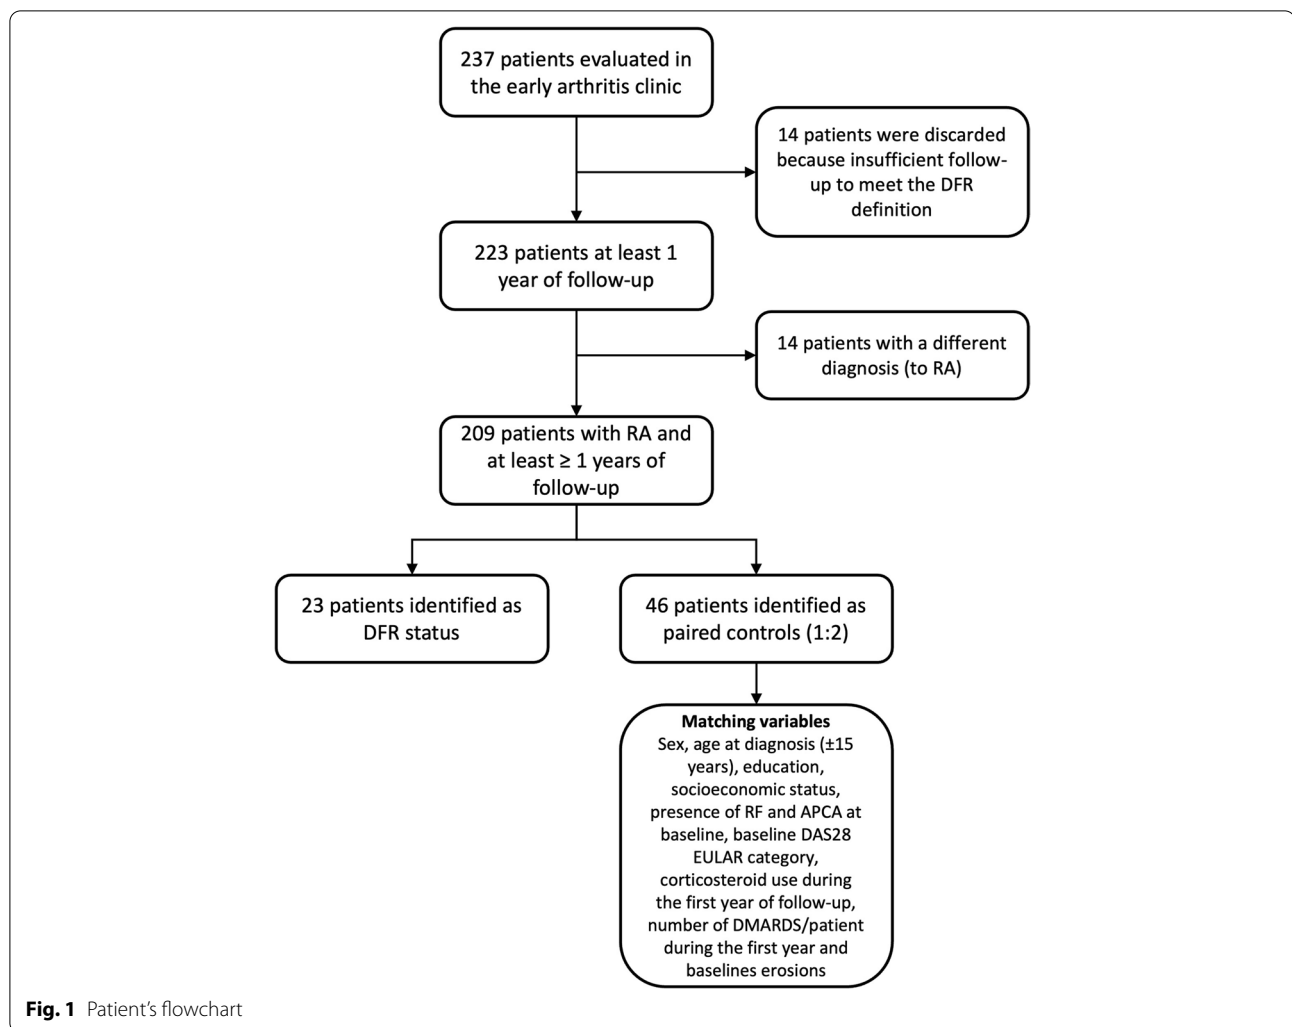 237 patients evaluated in
the early arthritis clinic
14 patients were discarded
because insufficient follow-
up to meet the DFR
definition
223 patients at least 1
year of follow-up
14 patients with a different
diagnosis (to RA)
209 patients with RA and
at least ≥ 1 years of
follow-up
23 patients identified as
DFR status
46 patients identified as
paired controls (1:2)
Matching variables
Sex, age at diagnosis (±15
years), education,
socioeconomic status,
presence of RF and APCA at
baseline, baseline DAS28
EULAR category,
corticosteroid use during
the first year of follow-up,
number of DMARDS/patient
during the first year and
baselines erosions
Fig. 1 Patient's flowchart